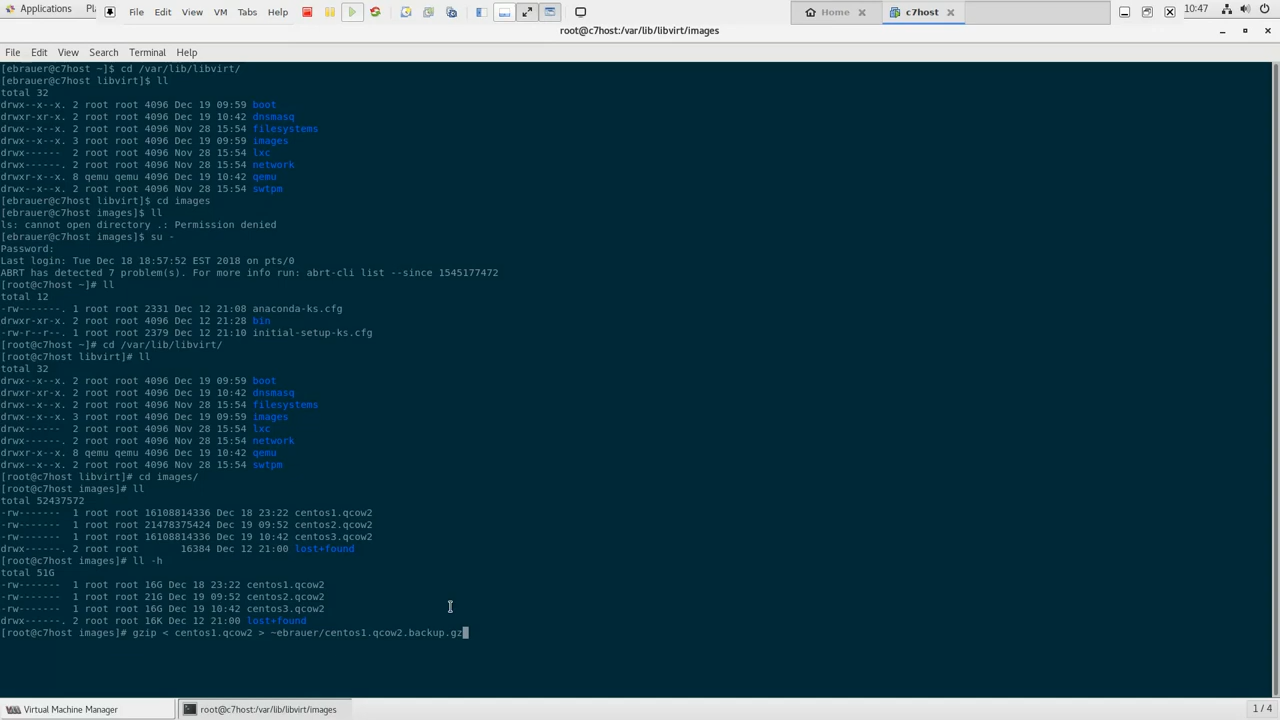 Applications
Pl
File Edit View VM Tabs Help
Home
c7host
10:47
root@c7host:/var/lib/libvirt/images
File Edit View Search Terminal Help
[ebrauer@c7host ~]$ cd /var/lib/libvirt/
[ebrauer@c7host libvirt]$ ll
total 32
drwx--x--x. 2 root root 4096 Dec 19 09:59 boot
drwxr-xr-x. 2 root root 4096 Dec 19 10:42 dnsmasq
drwx--x--x. 2 root root 4096 Nov 28 15:54 filesystems
drwx--x--x. 3 root root 4096 Dec 19 09:59 images
drwx--x--x. 2 root root 4096 Nov 28 15:54 lxc
drwx------. 2 root root 4096 Nov 28 15:54 network
drwxr-x--x. 8 qemu qemu 4096 Dec 19 10:42 qemu
drwx--x--x. 2 root root 4096 Nov 28 15:54 swtpm
[ebrauer@c7host libvirt]$ cd images
[ebrauer@c7host images]$ ll
ls: cannot open directory .: Permission denied
[ebrauer@c7host images]$ su -
Password:
Last login: Tue Dec 18 18:57:52 EST 2018 on pts/0
ABRT has detected 7 problem(s). For more info run: abrt-cli list --since 1545177472
[root@c7host ~]# ll
total 12
-rw-------. 1 root root 2331 Dec 12 21:08 anaconda-ks.cfg
drwxr-xr-x. 2 root root 4096 Dec 12 21:28 bin
-rw-r--r--. 1 root root 2379 Dec 12 21:10 initial-setup-ks.cfg
[root@c7host ~]# cd /var/lib/libvirt/
[root@c7host libvirt]# ll
total 32
drwx--x--x. 2 root root 4096 Dec 19 09:59 boot
drwxr-xr-x. 2 root root 4096 Dec 19 10:42 dnsmasq
drwx--x--x. 2 root root 4096 Nov 28 15:54 filesystems
drwx--x--x. 3 root root 4096 Dec 19 09:59 images
drwx------  2 root root 4096 Nov 28 15:54 lxc
drwx------. 2 root root 4096 Nov 28 15:54 network
drwxr-x--x. 8 qemu qemu 4096 Dec 19 10:42 qemu
drwx--x--x. 2 root root 4096 Nov 28 15:54 swtpm
[root@c7host libvirt]# cd images/
[root@c7host images]# ll
total 52437572
-rw-------  1 root root 16108814336 Dec 18 23:22 centos1.qcow2
-rw-------  1 root root 21478375424 Dec 19 09:52 centos2.qcow2
-rw-------  1 root root 16108814336 Dec 19 10:42 centos3.qcow2
drwx------. 2 root root       16384 Dec 12 21:00 lost+found
[root@c7host images]# ll -h
total 51G
-rw-------  1 root root 16G Dec 18 23:22 centos1.qcow2
-rw-------  1 root root 21G Dec 19 09:52 centos2.qcow2
-rw-------  1 root root 16G Dec 19 10:42 centos3.qcow2
drwx------. 2 root root 16K Dec 12 21:00 lost+found
[root@c7host images]# gzip < centos1.qcow2 > ~ebrauer/centos1.qcow2.backup.gz
Virtual Machine Manager
root@c7host:/var/lib/libvirt/images
1 / 4